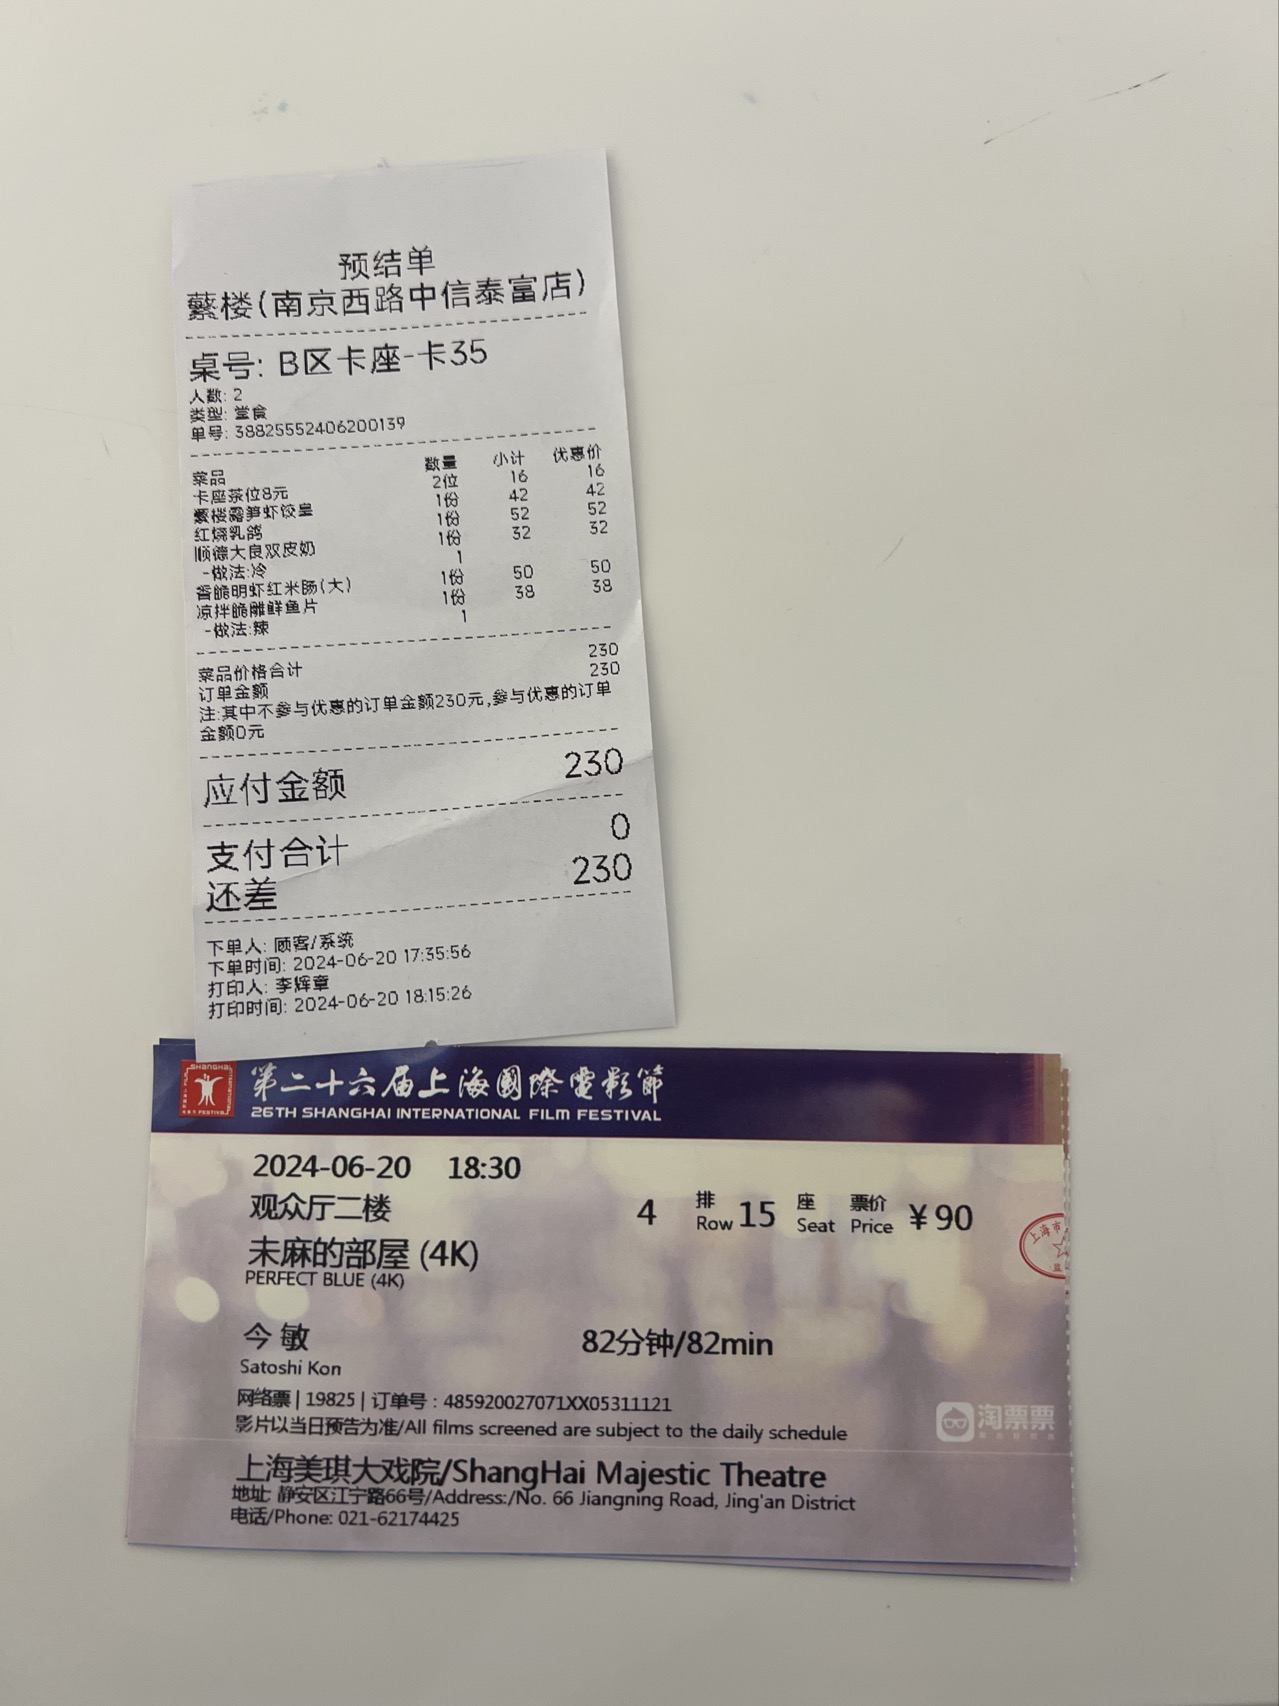 预结单
蘩楼(南京西路中信泰富店)
桌号: B区卡座-卡35
人数: 2
类型: 堂食
单号: 38825552406200139
菜品 数量 小计 优惠价
卡座茶位8元 2位 16 16
蘩楼露笋虾饺皇 1份 42 42
红烧乳鸽 1份 52 52
顺德大良双皮奶 1份 32 32
-做法:冷 1
香脆明虾红米肠(大) 1份 50 50
凉拌脆雕鲜鱼片 1份 38 38
-做法:辣 1
菜品价格合计 230
订单金额 230
注:其中不参与优惠的订单金额230元,参与优惠的订单
金额0元
应付金额 230
支付合计 0
还差 230
下单人: 顾客/系统
下单时间: 2024-06-20 17:35:56
打印人: 李辉章
打印时间: 2024-06-20 18:15:26
SHANGHAI
INTERNATIONAL
FESTIVAL
第二十六届上海國際電影節
26TH SHANGHAI INTERNATIONAL FILM FESTIVAL
2024-06-20 18:30
观众厅二楼 4 排 Row 15 座 Seat 票价 Price ¥90
未麻的部屋 (4K)
PERFECT BLUE (4K)
上海市
监
今 敏 82分钟/82min
Satoshi Kon
网络票 | 19825 | 订单号 : 485920027071XX05311121
影片以当日预告为准/All films screened are subject to the daily schedule
淘票票
上海美琪大戏院/ShangHai Majestic Theatre
地址: 静安区江宁路66号/Address:/No. 66 Jiangning Road, Jing'an District
电话/Phone: 021-62174425